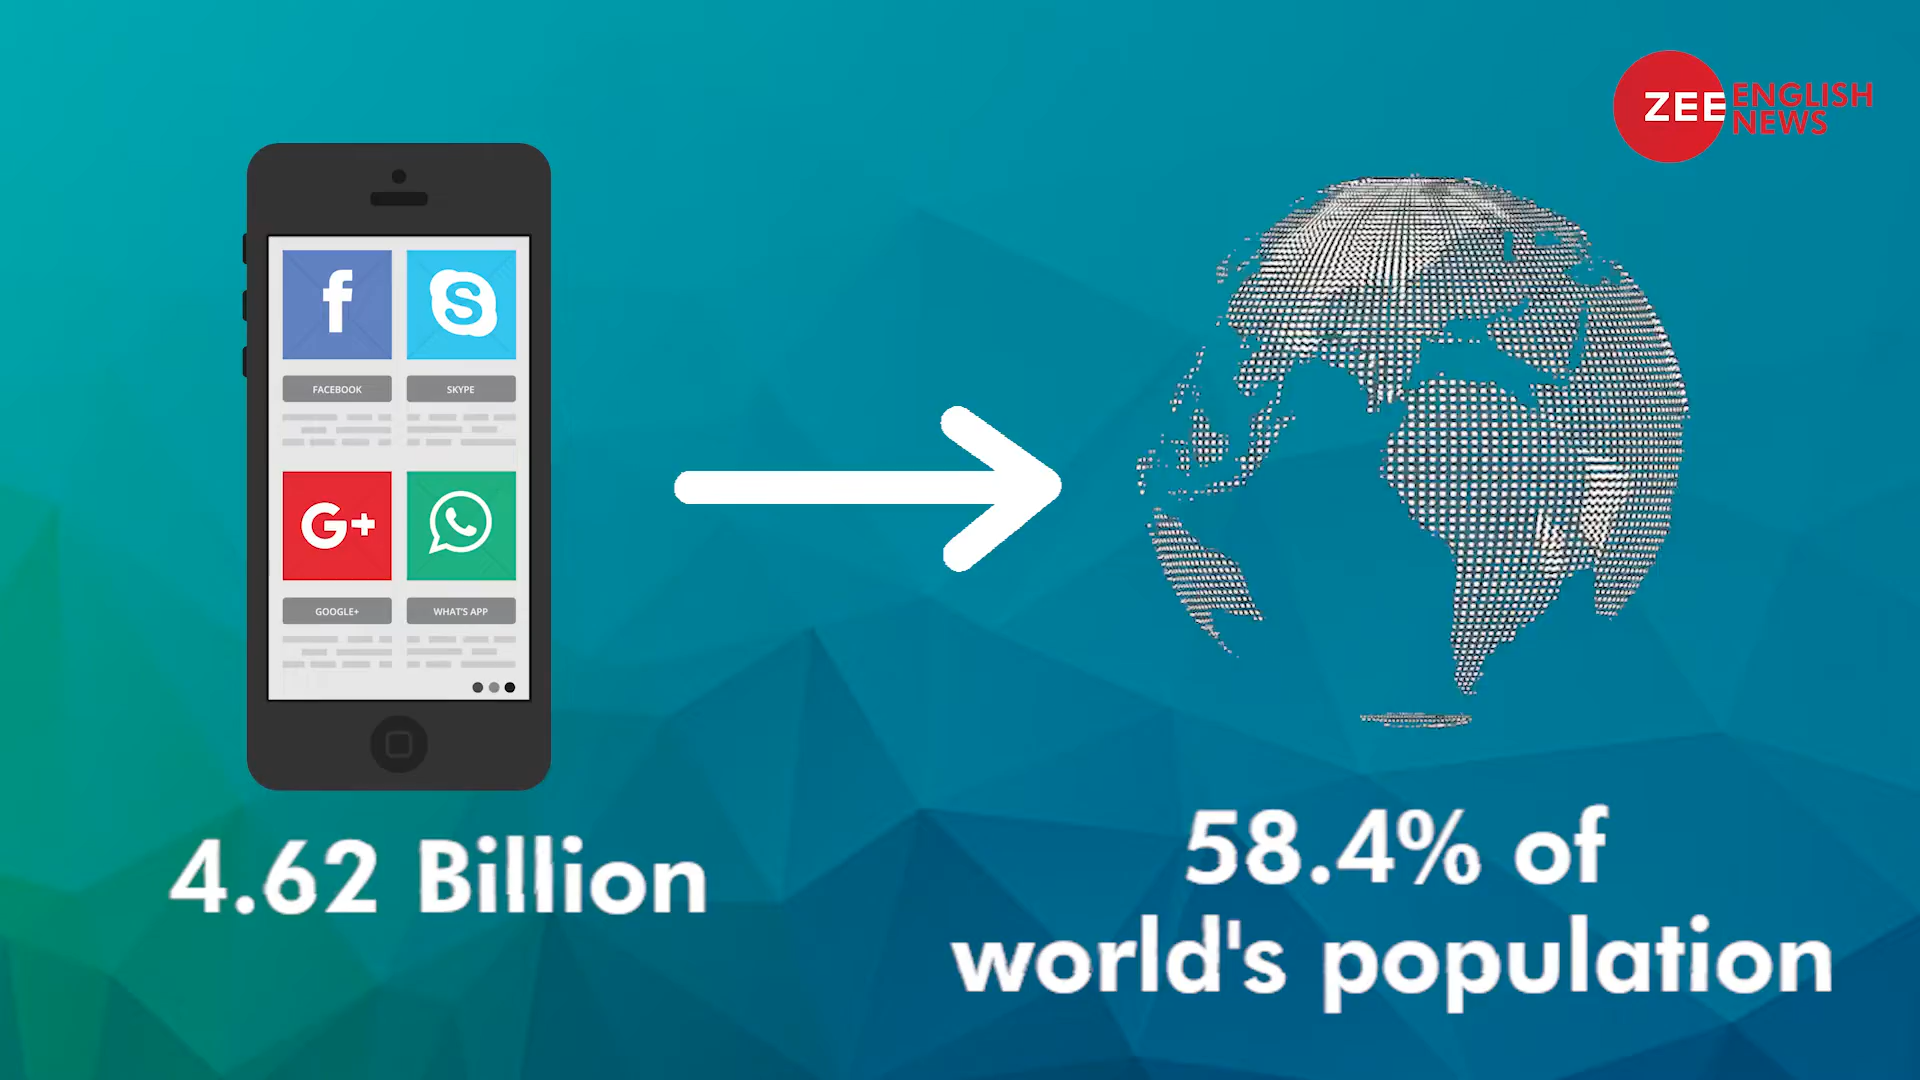 ZEE ENGLISH
NEWS
f
S
FACEBOOK
SKYPE
G+
GOOGLE+
WHAT'S APP
4.62 Billion
58.4% of
world's population